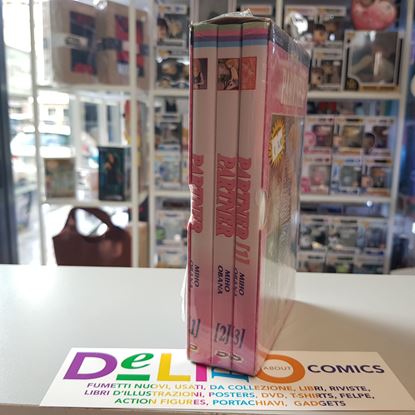 PARTNER
MIHO
OBANA
[1]
PARTNER
MIHO
OBANA
[2]
PARTNER
MIHO
OBANA
[3]
DeLiRiO ABOUT COMICS
FUMETTI NUOVI, USATI, DA COLLEZIONE, LIBRI, RIVISTE,
LIBRI D'ILLUSTRAZIONI, POSTERS, DVD, T-SHIRTS, FELPE,
ACTION FIGURES, PORTACHIAVI, GADGETS